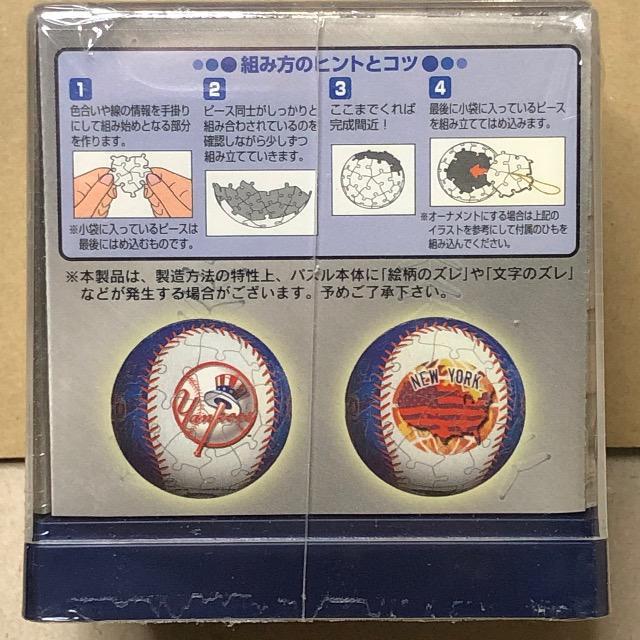 組み方のヒントとコツ
1
色合いや線の情報を手掛り
にして組み始めとなる部分
を作ります。
※小袋に入っているピースは
最後にはめ込むものです。
2
ピース同士がしっかりと
組み合わされているのを
確認しながら少しずつ
組み立てていきます。
3
ここまでくれば
完成間近!
4
最後に小袋に入っているピース
を組み立ててはめ込みます。
※オーナメントにする場合は上記の
イラストを参考にして付属のひもを
組み込んでください。
※本製品は、製造方法の特性上、パズル本体に「絵柄のズレ」や「文字のズレ」
などが発生する場合がございます。予めご了承下さい。
Yankees
NEW YORK